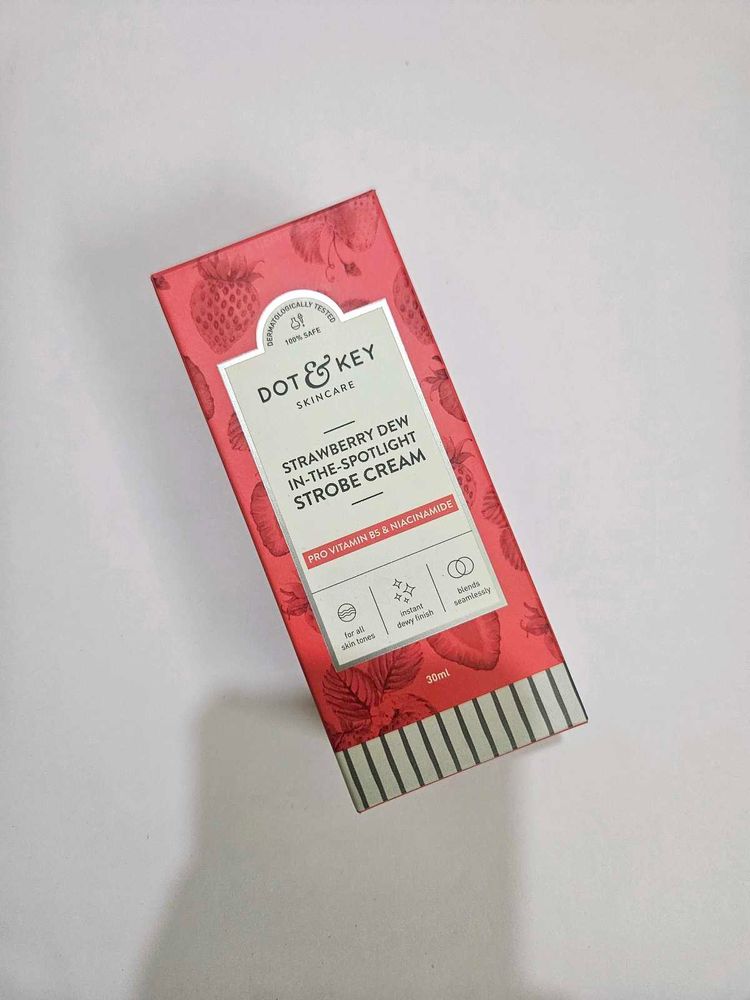 DERMATOLOGICALLY TESTED
100% SAFE
DOT & KEY
SKINCARE
STRAWBERRY DEW
IN-THE-SPOTLIGHT
STROBE CREAM
PRO VITAMIN B5 & NIACINAMIDE
for all
skin tones
instant
dewy finish
blends
seamlessly
30ml